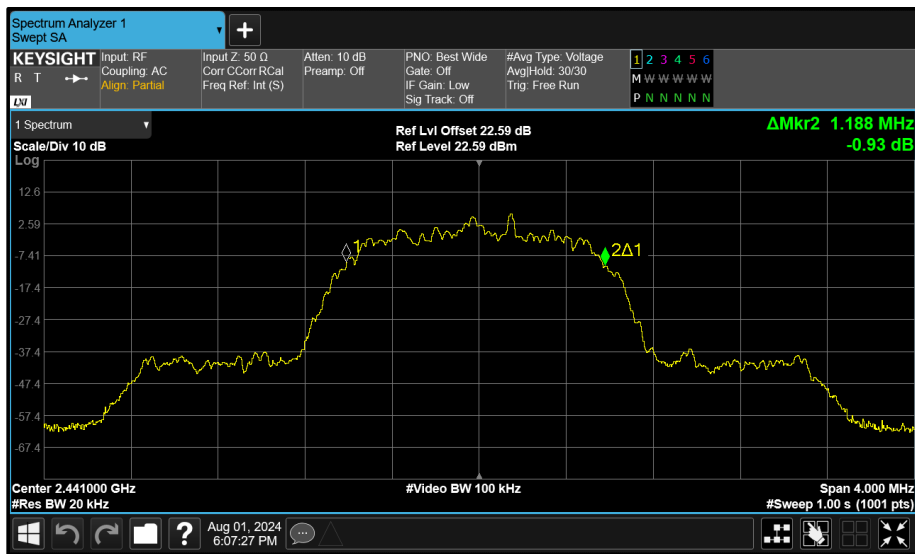 Spectrum Analyzer 1
Swept SA
KEYSIGHT
R T
LXI
Input: RF
Coupling: AC
Align: Partial
Input Z: 50 Ω
Corr CCorr RCal
Freq Ref: Int (S)
Atten: 10 dB
Preamp: Off
PNO: Best Wide
Gate: Off
IF Gain: Low
Sig Track: Off
#Avg Type: Voltage
Avg|Hold: 30/30
Trig: Free Run
1 2 3 4 5 6
M W W W W W
P N N N N N
1 Spectrum
Scale/Div 10 dB
Ref Lvl Offset 22.59 dB
Ref Level 22.59 dBm
ΔMkr2 1.188 MHz
-0.93 dB
Log
12.6
2.59
-7.41
-17.4
-27.4
-37.4
-47.4
-57.4
-67.4
1
2Δ1
Center 2.441000 GHz
#Video BW 100 kHz
Span 4.000 MHz
#Res BW 20 kHz
#Sweep 1.00 s (1001 pts)
?
Aug 01, 2024
6:07:27 PM